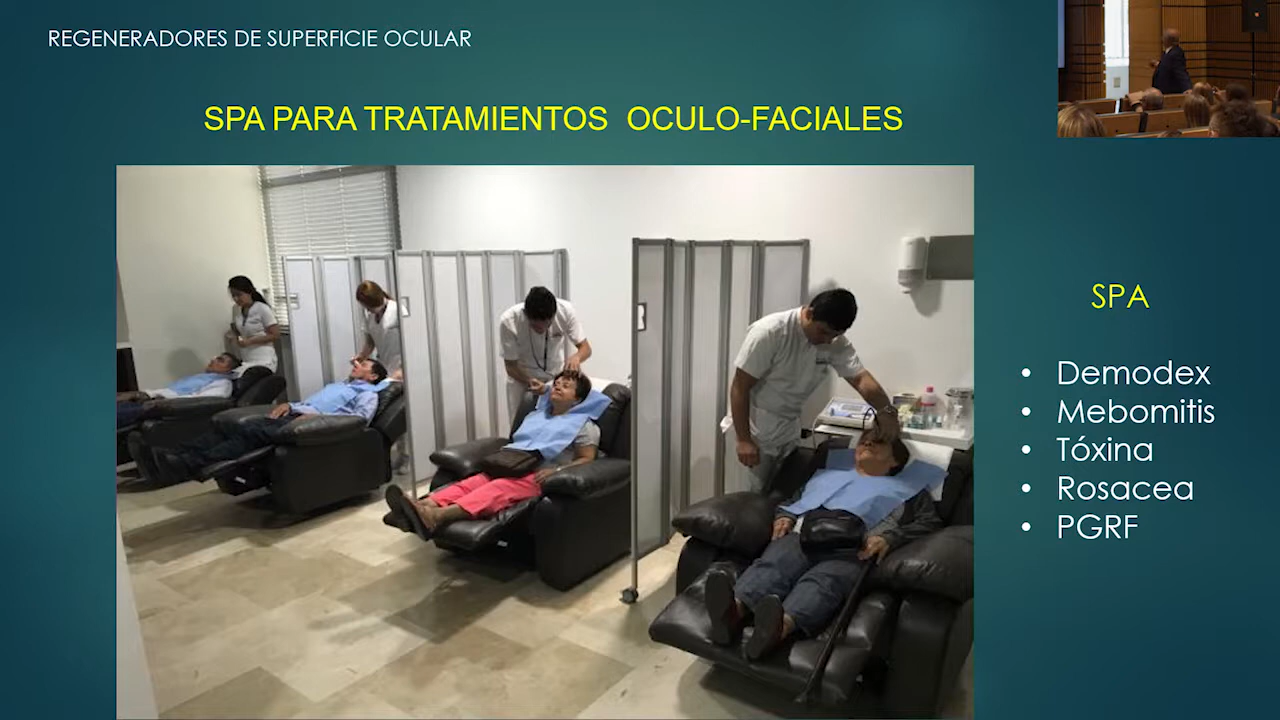 REGENERADORES DE SUPERFICIE OCULAR
SPA PARA TRATAMIENTOS OCULO-FACIALES
SPA
• Demodex
• Mebomitis
• Tóxina
• Rosacea
• PGRF